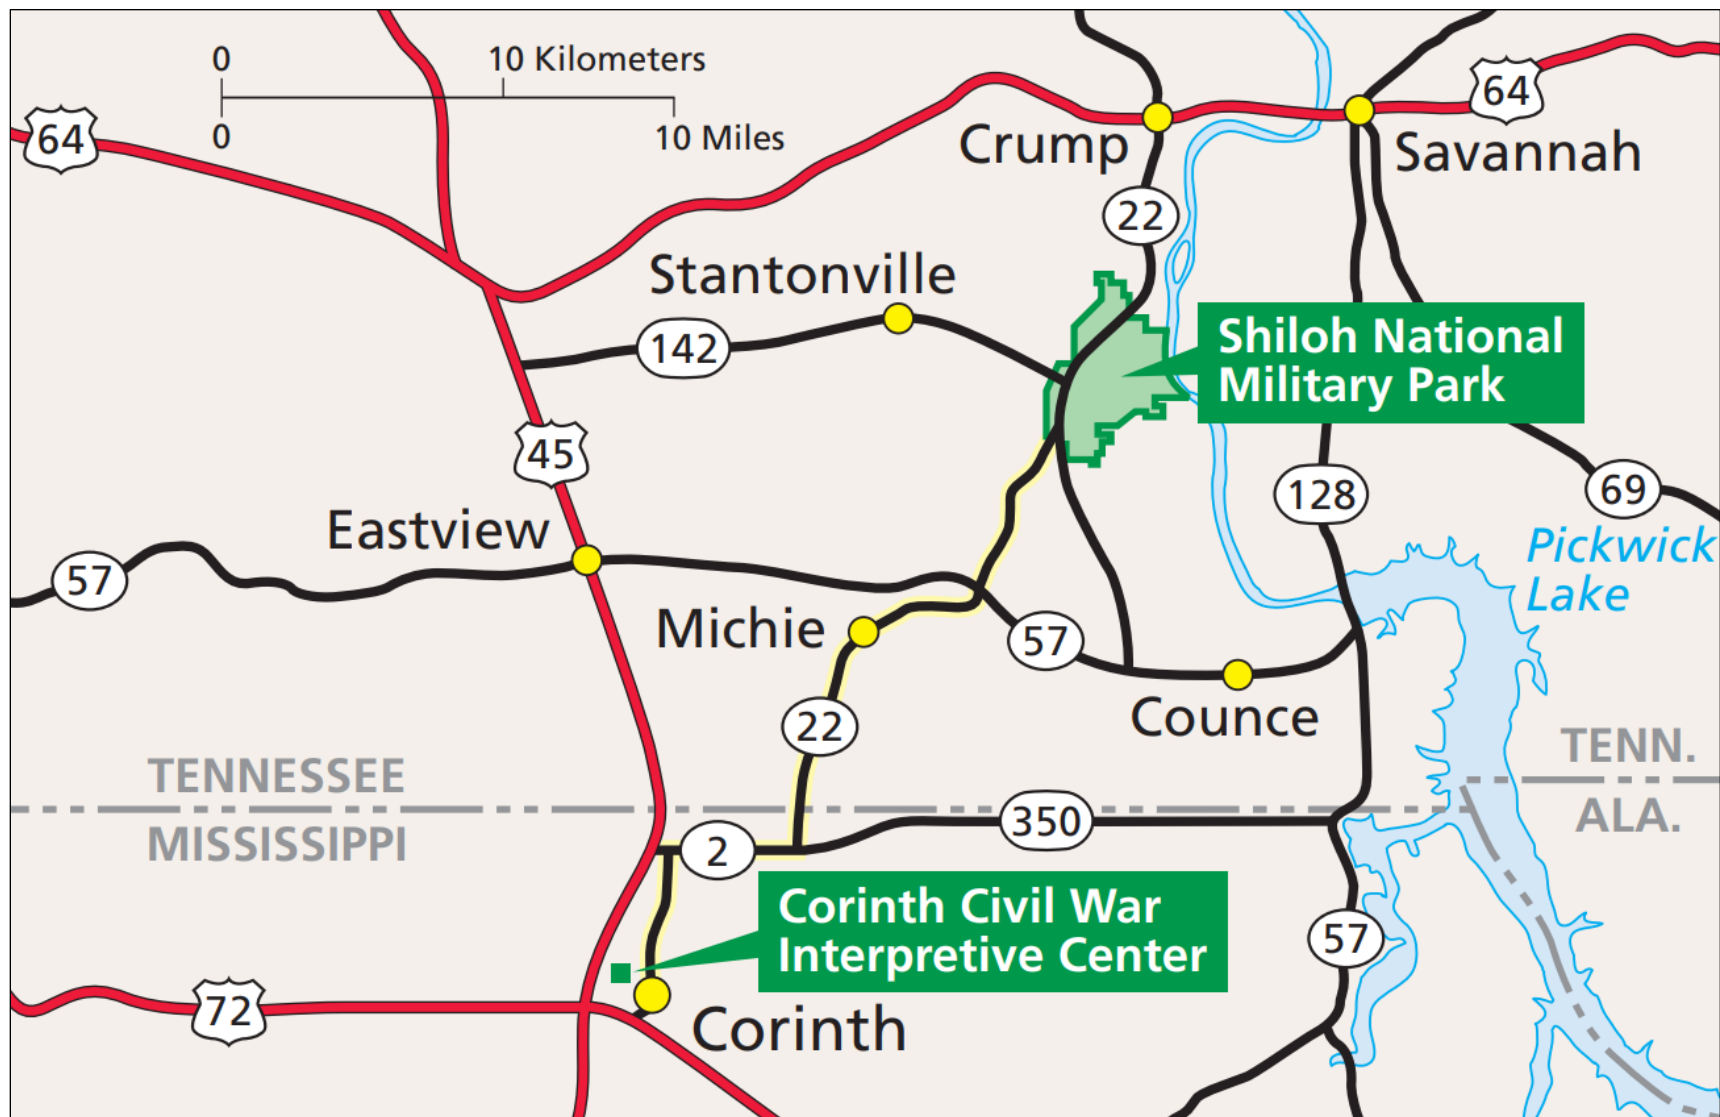 0
10 Kilometers
0
10 Miles
64
64
Crump
Savannah
22
Stantonville
142
Shiloh National
Military Park
45
128
69
Eastview
Pickwick
Lake
57
Michie
57
Counce
22
TENNESSEE
MISSISSIPPI
TENN.
ALA.
350
2
Corinth Civil War
Interpretive Center
57
72
Corinth